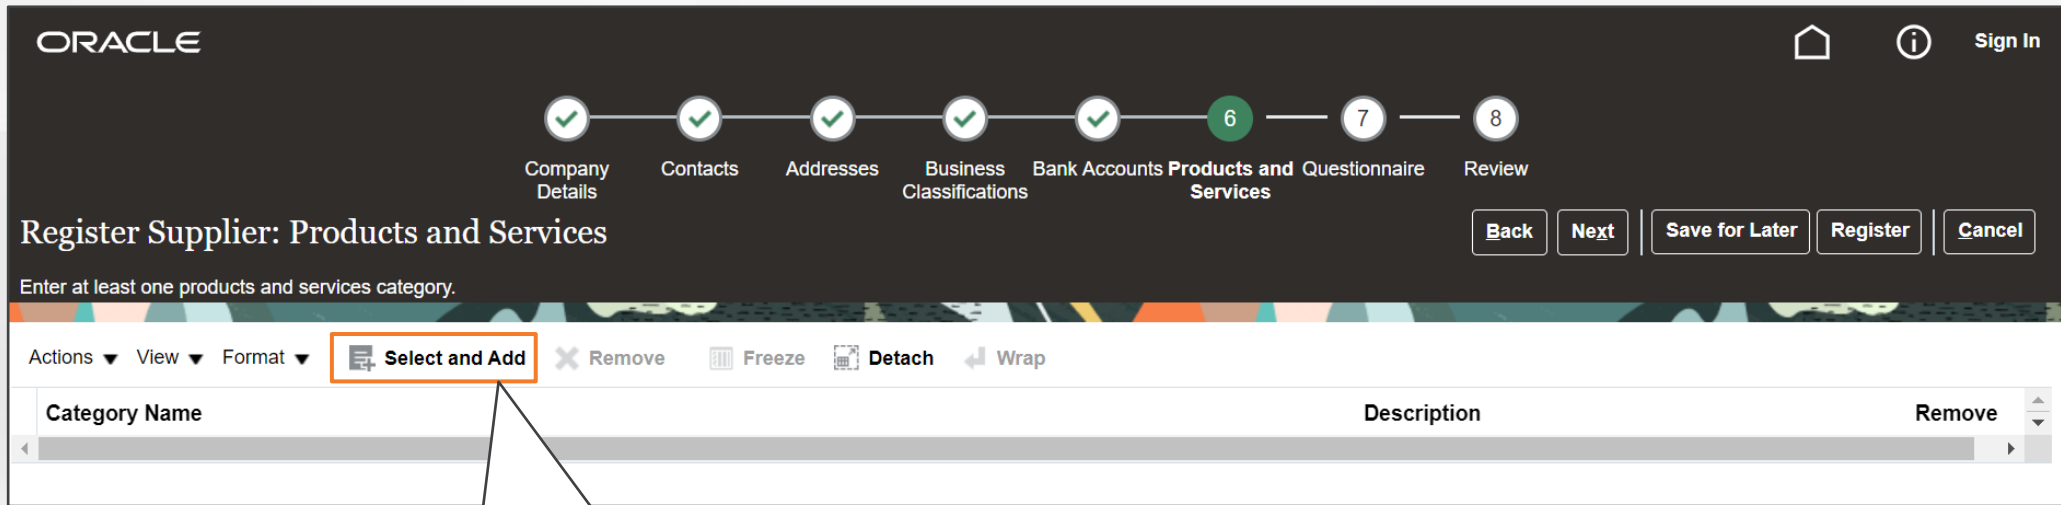 ORACLE
Sign In
6
7
8
Company Details
Contacts
Addresses
Business Classifications
Bank Accounts
Products and Services
Questionnaire
Review
Register Supplier: Products and Services
Back
Next
Save for Later
Register
Cancel
Enter at least one products and services category.
Actions View Format Select and Add Remove Freeze Detach Wrap
Category Name Description Remove